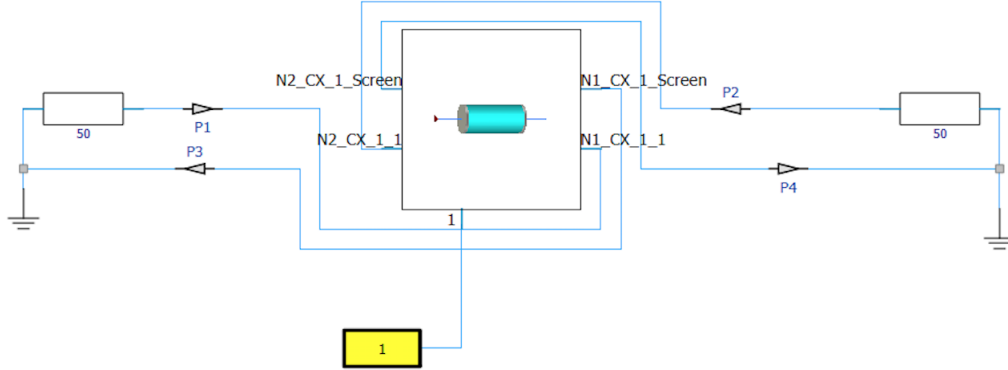 N2_CX_1_Screen
N1_CX_1_Screen
P2
50
P1
50
N2_CX_1_1
N1_CX_1_1
P3
P4
1
1